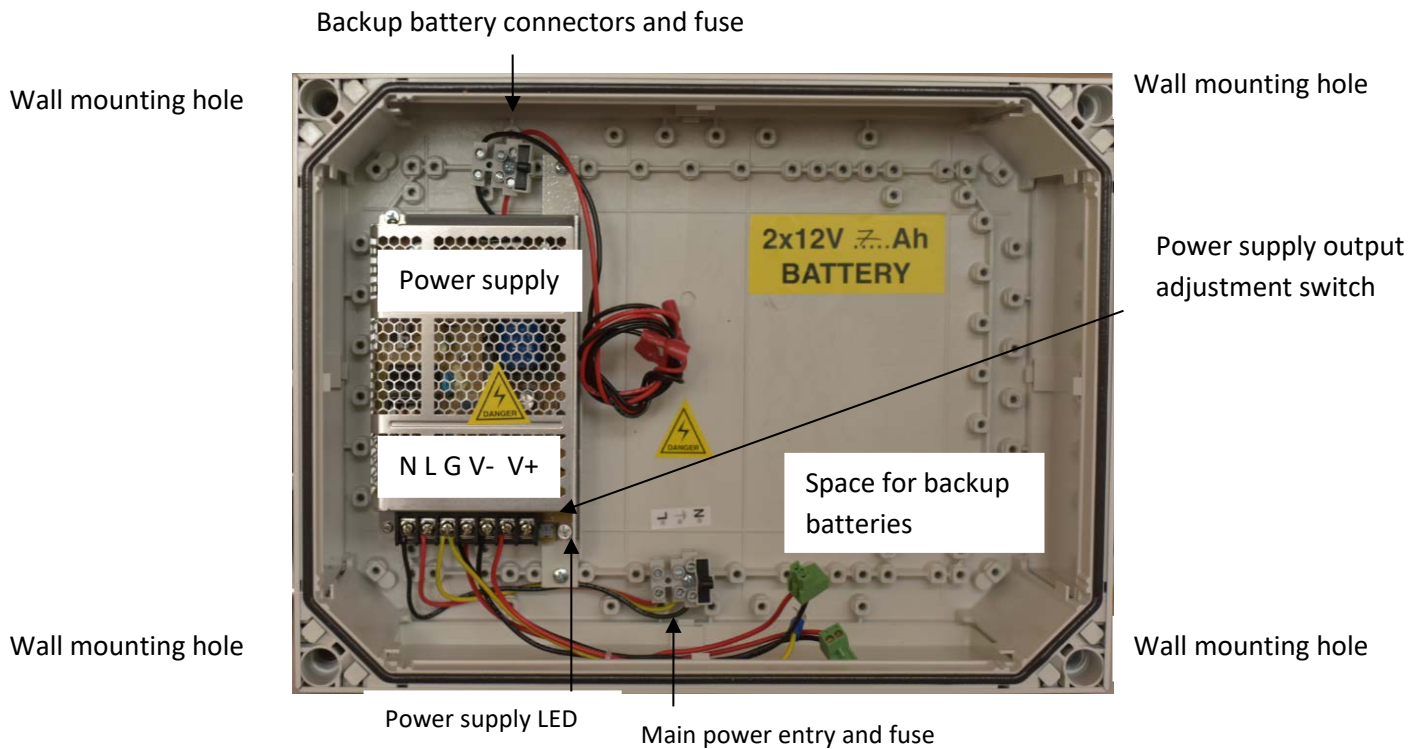 Backup battery connectors and fuse
Wall mounting hole
Wall mounting hole
2x12V 7....Ah
BATTERY
Power supply output
adjustment switch
Power supply
DANGER
DANGER
N L G V- V+
Space for backup
batteries
L
N
Wall mounting hole
Wall mounting hole
Power supply LED
Main power entry and fuse